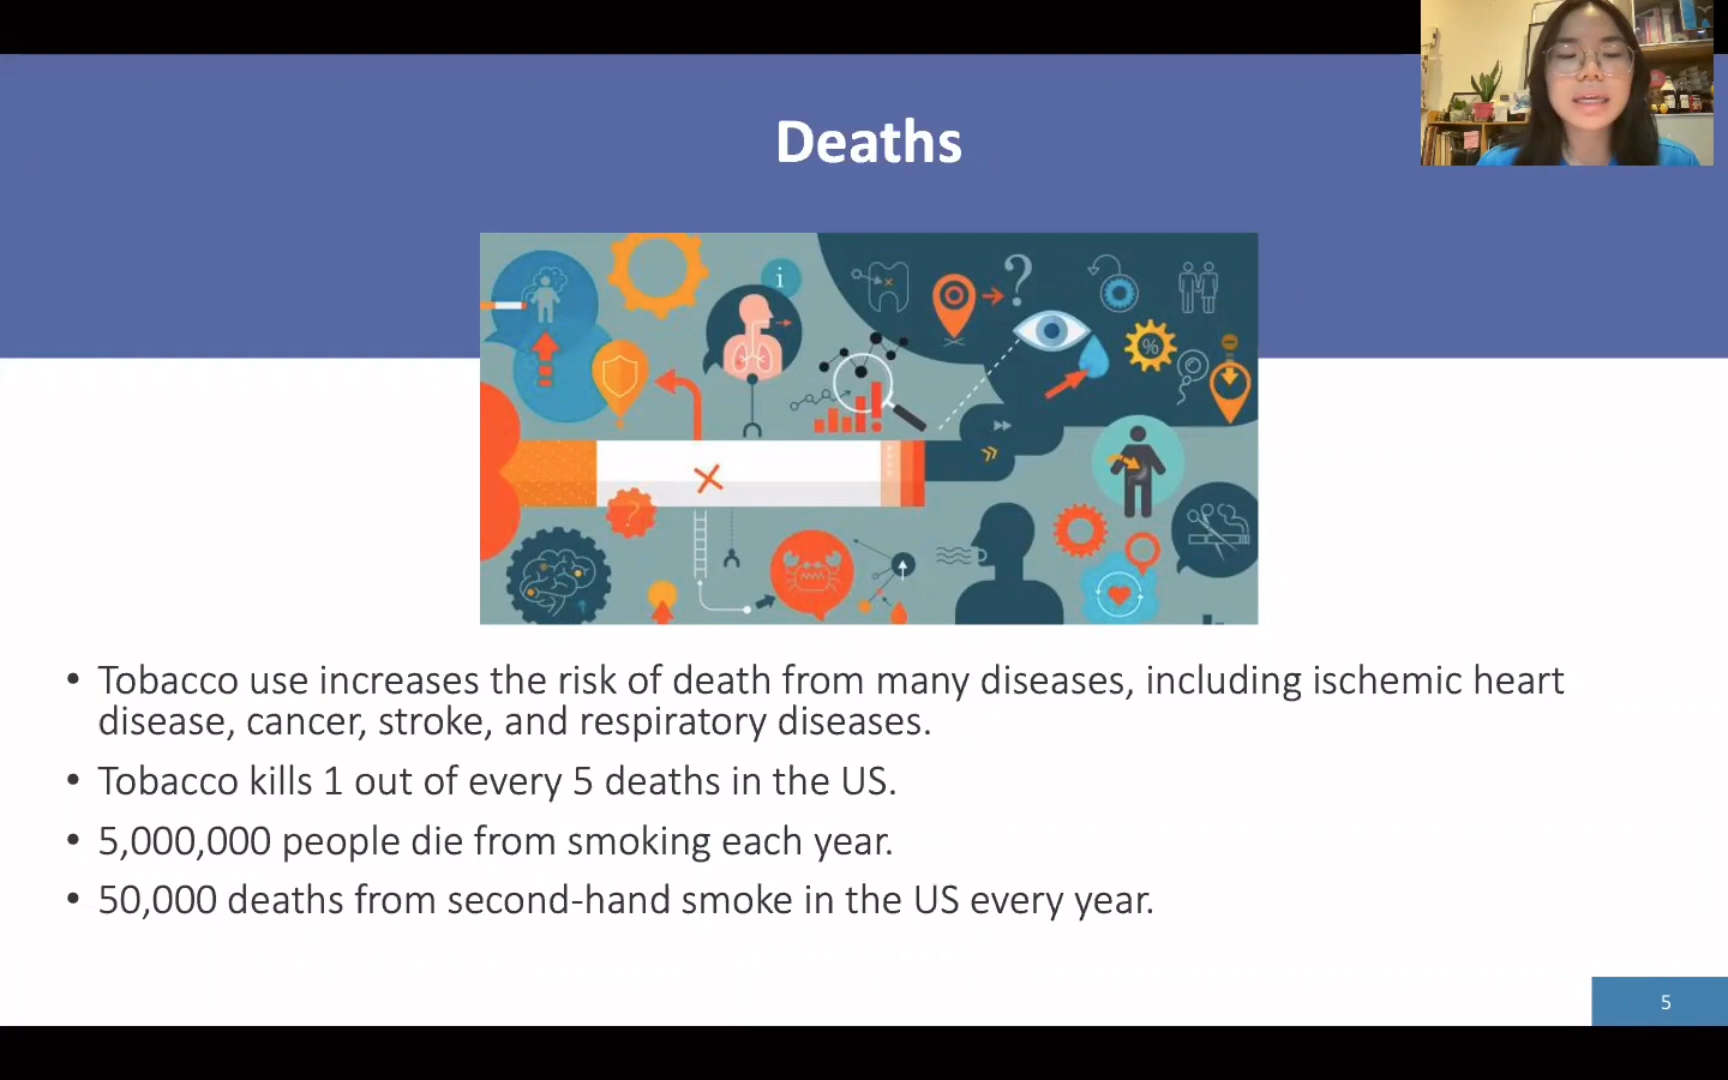 Deaths
i
?
%
?
• Tobacco use increases the risk of death from many diseases, including ischemic heart
disease, cancer, stroke, and respiratory diseases.
• Tobacco kills 1 out of every 5 deaths in the US.
• 5,000,000 people die from smoking each year.
• 50,000 deaths from second-hand smoke in the US every year.
5